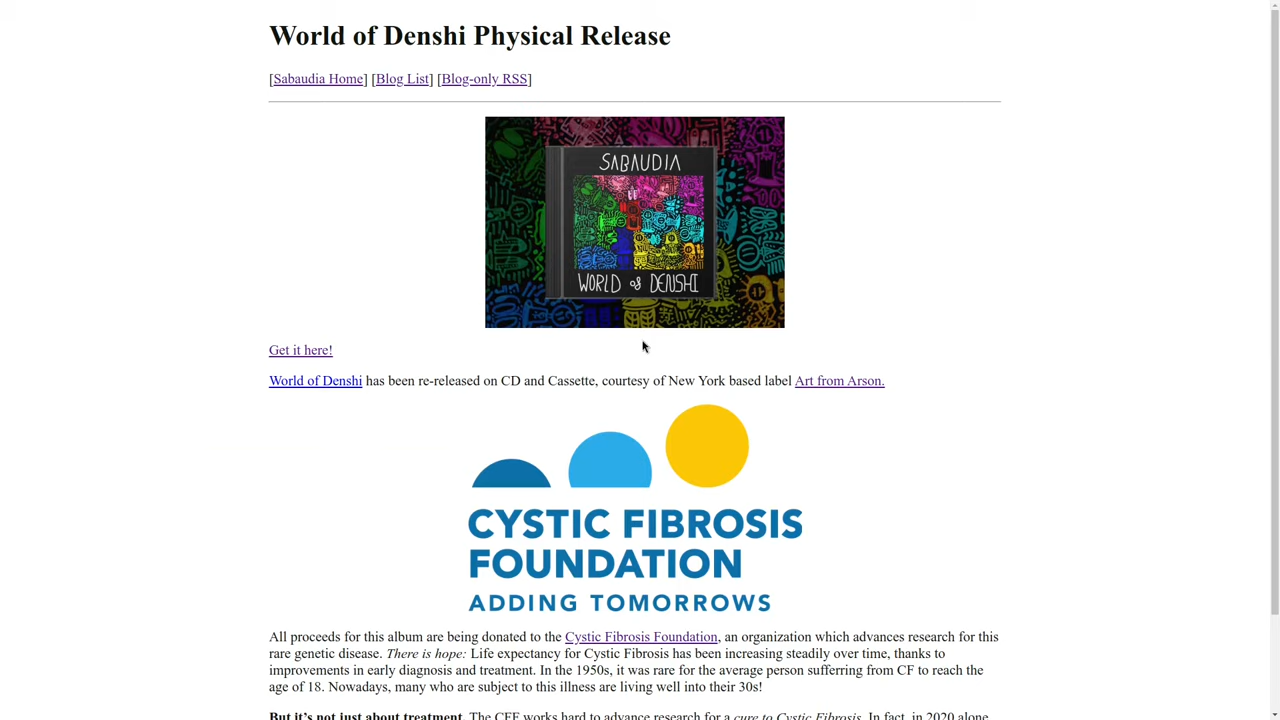 World of Denshi Physical Release
[Sabaudia Home] [Blog List] [Blog-only RSS]
SABAUDIA
WORLD of DENSHI
Get it here!
World of Denshi has been re-released on CD and Cassette, courtesy of New York based label Art from Arson.
CYSTIC FIBROSIS
FOUNDATION
ADDING TOMORROWS
All proceeds for this album are being donated to the Cystic Fibrosis Foundation, an organization which advances research for this
rare genetic disease. There is hope: Life expectancy for Cystic Fibrosis has been increasing steadily over time, thanks to
improvements in early diagnosis and treatment. In the 1950s, it was rare for the average person suffering from CF to reach the
age of 18. Nowadays, many who are subject to this illness are living well into their 30s!
But it’s not just about treatment. The CFF works hard to advance research for a cure to Cystic Fibrosis. In fact, in 2020 alone,